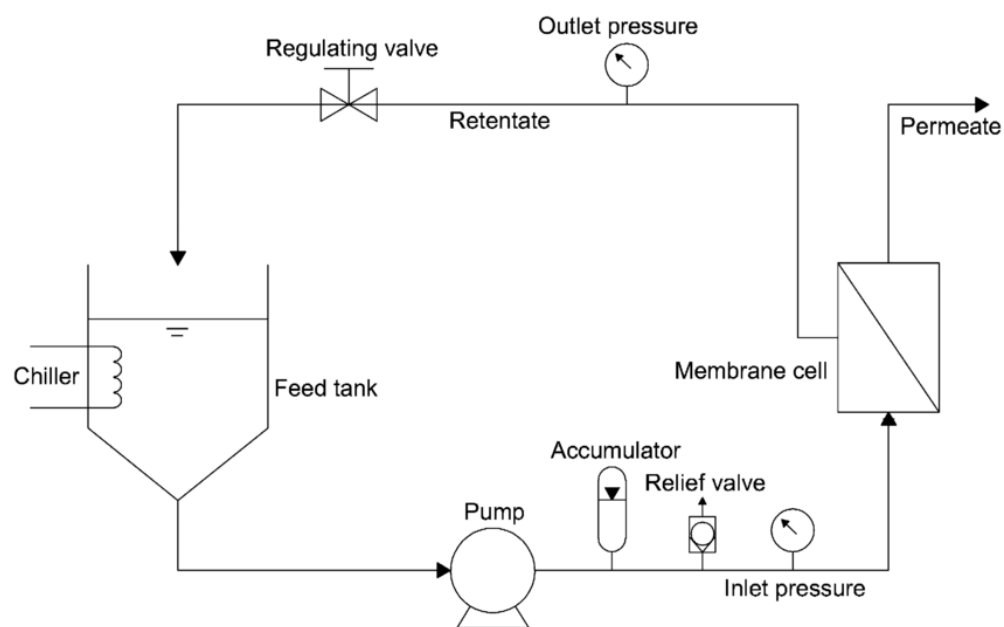 Outlet pressure
Regulating valve
Retentate
Permeate
Chiller
Feed tank
Membrane cell
Accumulator
Relief valve
Pump
Inlet pressure